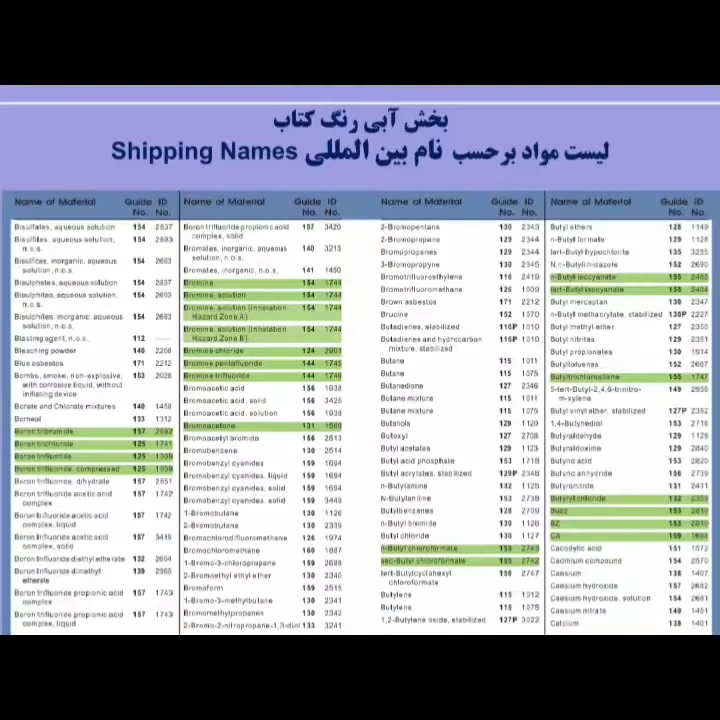 بخش آبی رنگ کتاب
لیست مواد برحسب نام بین المللی Shipping Names
Name of Material Guide No. ID No.
Bisulfates, aqueous solution 154 2837
Bisulfites, aqueous solution, n.o.s. 154 2693
Bisulfites, inorganic, aqueous solution, n.o.s. 154 2693
Bisulphates, aqueous solution 154 2837
Bisulphites, aqueous solution, n.o.s. 154 2693
Bisulphites, inorganic, aqueous solution, n.o.s. 154 2693
Blasting agent, n.o.s. 112 ——
Bleaching powder 140 2208
Blue asbestos 171 2212
Bombs, smoke, non-explosive, with corrosive liquid, without initiating device 153 2028
Borate and Chlorate mixtures 140 1458
Borneol 133 1312
Boron tribromide 157 2692
Boron trichloride 125 1741
Boron trifluoride 125 1008
Boron trifluoride, compressed 125 1008
Boron trifluoride, dihydrate 157 2851
Boron trifluoride acetic acid complex 157 1742
Boron trifluoride acetic acid complex, liquid 157 1742
Boron trifluoride acetic acid complex, solid 157 3419
Boron trifluoride diethyl etherate 132 2604
Boron trifluoride dimethyl etherate 139 2965
Boron trifluoride propionic acid complex 157 1743
Boron trifluoride propionic acid complex, liquid 157 1743
Name of Material Guide No. ID No.
Boron trifluoride propionic acid complex, solid 157 3420
Bromates, inorganic, aqueous solution, n.o.s. 140 3213
Bromates, inorganic, n.o.s. 141 1450
Bromine 154 1744
Bromine, solution 154 1744
Bromine, solution (Inhalation Hazard Zone A) 154 1744
Bromine, solution (Inhalation Hazard Zone B) 154 1744
Bromine chloride 124 2901
Bromine pentafluoride 144 1745
Bromine trifluoride 144 1746
Bromoacetic acid 156 1938
Bromoacetic acid, solid 156 3425
Bromoacetic acid, solution 156 1938
Bromoacetone 131 1569
Bromoacetyl bromide 156 2513
Bromobenzene 130 2514
Bromobenzyl cyanides 159 1694
Bromobenzyl cyanides, liquid 159 1694
Bromobenzyl cyanides, solid 159 1694
Bromobenzyl cyanides, solid 159 3449
1-Bromobutane 130 1126
2-Bromobutane 130 2339
Bromochlorodifluoromethane 126 1974
Bromochloromethane 160 1887
1-Bromo-3-chloropropane 159 2688
2-Bromoethyl ethyl ether 130 2340
Bromoform 159 2515
1-Bromo-3-methylbutane 130 2341
Bromomethylpropanes 130 2342
2-Bromo-2-nitropropane-1,3-diol 133 3241
Name of Material Guide No. ID No.
2-Bromopentane 130 2343
2-Bromopropane 129 2344
Bromopropanes 129 2344
3-Bromopropyne 130 2345
Bromotrifluoroethylene 116 2419
Bromotrifluoromethane 126 1009
Brown asbestos 171 2212
Brucine 152 1570
Butadienes, stabilized 116P 1010
Butadienes and hydrocarbon mixture, stabilized 116P 1010
Butane 115 1011
Butane 115 1075
Butanedione 127 2346
Butane mixture 115 1011
Butane mixture 115 1075
Butanols 129 1120
Butoxyl 127 2708
Butyl acetates 129 1123
Butyl acid phosphate 153 1718
Butyl acrylates, stabilized 129P 2348
n-Butylamine 132 1125
N-Butylaniline 153 2738
Butylbenzenes 128 2709
n-Butyl bromide 130 1126
Butyl chloride 130 1127
n-Butyl chloroformate 155 2743
sec-Butyl chloroformate 155 2742
tert-Butylcyclohexyl chloroformate 156 2747
Butylene 115 1012
Butylene 115 1075
1,2-Butylene oxide, stabilized 127P 3022
Name of Material Guide No. ID No.
Butyl ethers 128 1149
n-Butyl formate 129 1128
tert-Butyl hypochlorite 135 3255
N,n-Butylimidazole 152 2690
n-Butyl isocyanate 155 2485
tert-Butyl isocyanate 155 2484
Butyl mercaptan 130 2347
n-Butyl methacrylate, stabilized 130P 2227
Butyl methyl ether 127 2350
Butyl nitrites 129 2351
Butyl propionates 130 1914
Butyltoluenes 152 2667
Butyltrichlorosilane 155 1747
5-tert-Butyl-2,4,6-trinitro-m-xylene 149 2956
Butyl vinyl ether, stabilized 127P 2352
1,4-Butynediol 153 2716
Butyraldehyde 129 1129
Butyraldoxime 129 2840
Butyric acid 153 2820
Butyric anhydride 156 2739
Butyronitrile 131 2411
Butyryl chloride 132 2353
Buzz 153 2810
BZ 153 2810
CA 159 1694
Cacodylic acid 151 1572
Cadmium compound 154 2570
Caesium 138 1407
Caesium hydroxide 157 2682
Caesium hydroxide, solution 154 2681
Caesium nitrate 140 1451
Calcium 138 1401